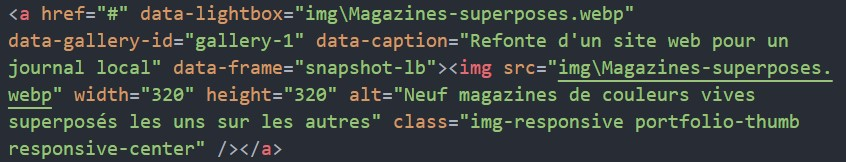 <a href="#" data-lightbox="img\Magazines-superposes.webp"
data-gallery-id="gallery-1" data-caption="Refonte d'un site web pour un
journal local" data-frame="snapshot-lb"><img src="img\Magazines-superposes.
webp" width="320" height="320" alt="Neuf magazines de couleurs vives
superposés les uns sur les autres" class="img-responsive portfolio-thumb
responsive-center" /></a>